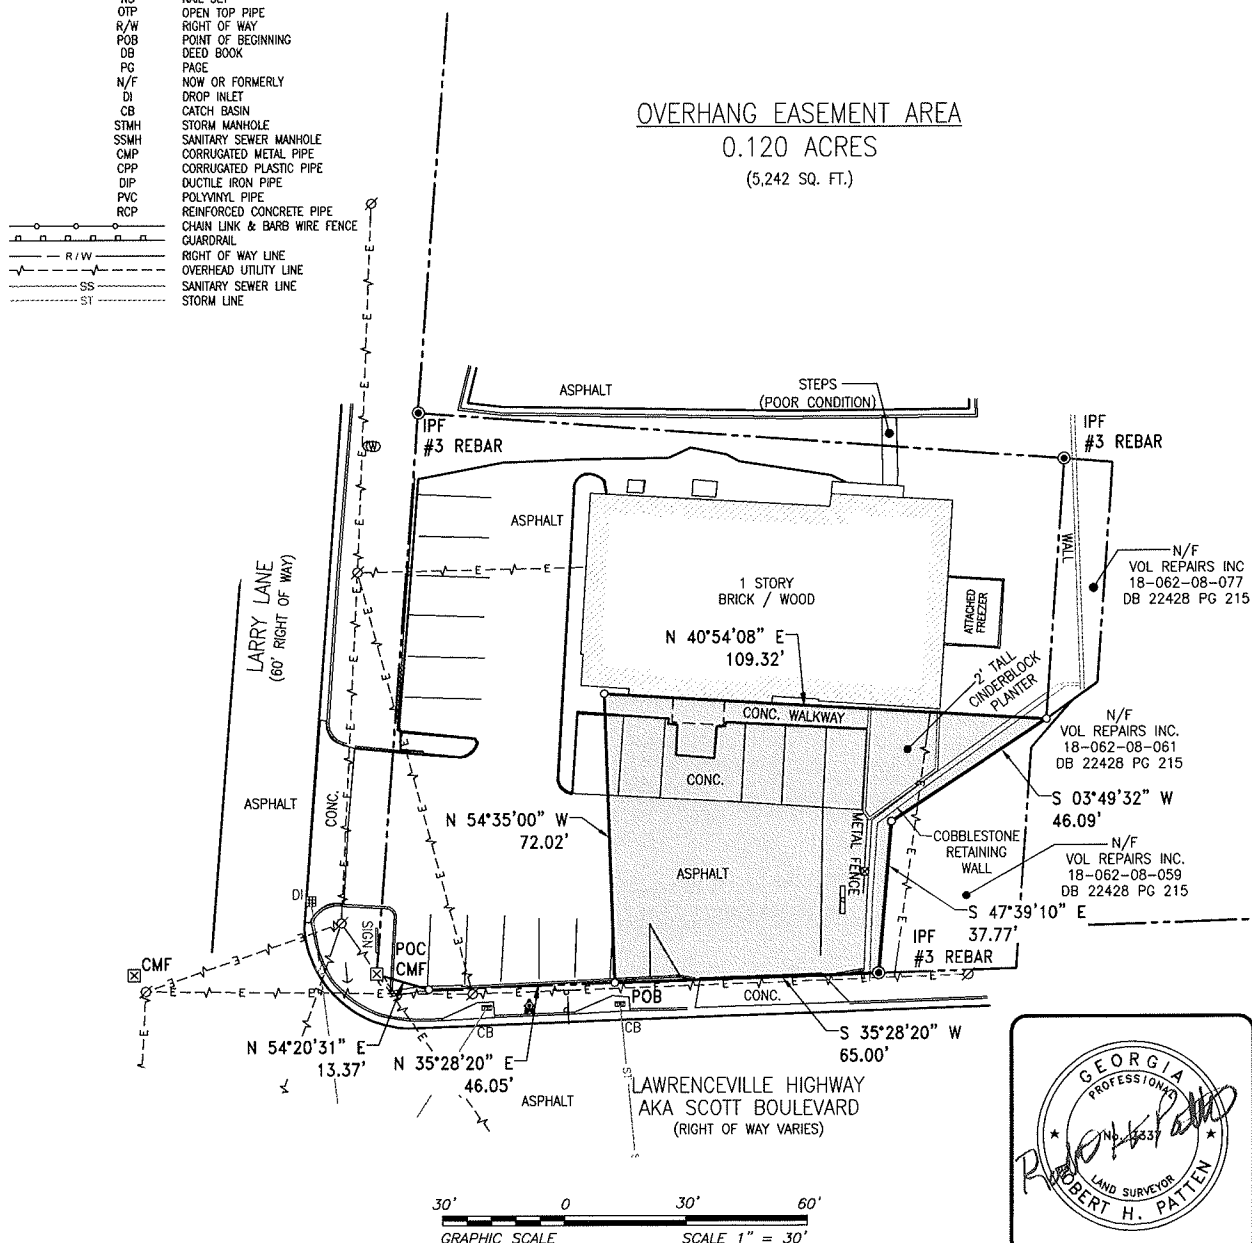 OTP OPEN TOP PIPE
R/W RIGHT OF WAY
POB POINT OF BEGINNING
DB DEED BOOK
PG PAGE
N/F NOW OR FORMERLY
DI DROP INLET
CB CATCH BASIN
STMH STORM MANHOLE
SSMH SANITARY SEWER MANHOLE
CMP CORRUGATED METAL PIPE
CPP CORRUGATED PLASTIC PIPE
DIP DUCTILE IRON PIPE
PVC POLYVINYL PIPE
RCP REINFORCED CONCRETE PIPE
CHAIN LINK & BARB WIRE FENCE
GUARDRAIL
R/W RIGHT OF WAY LINE
OVERHEAD UTILITY LINE
SS SANITARY SEWER LINE
ST STORM LINE
OVERHANG EASEMENT AREA
0.120 ACRES
(5,242 SQ. FT.)
ASPHALT
STEPS
(POOR CONDITION)
IPF
#3 REBAR
IPF
#3 REBAR
ASPHALT
WALL
N/F
VOL REPAIRS INC
18-062-08-077
DB 22428 PG 215
1 STORY
BRICK / WOOD
ATTACHED
FREEZER
LARRY LANE
(60' RIGHT OF WAY)
N 40°54'08" E
109.32'
2' TALL
CINDERBLOCK
PLANTER
CONC. WALKWAY
N/F
VOL REPAIRS INC.
18-062-08-061
DB 22428 PG 215
CONC.
S 03°49'32" W
46.09'
ASPHALT
CONC.
N 54°35'00" W
72.02'
METAL FENCE
COBBLESTONE
RETAINING
WALL
N/F
VOL REPAIRS INC.
18-062-08-059
DB 22428 PG 215
ASPHALT
S 47°39'10" E
37.77'
DI
SIGN
POC
CMF
CMF
IPF
#3 REBAR
POB
CONC.
CB
CB
N 54°20'31" E
13.37'
N 35°28'20" E
46.05'
S 35°28'20" W
65.00'
ASPHALT
ST
LAWRENCEVILLE HIGHWAY
AKA SCOTT BOULEVARD
(RIGHT OF WAY VARIES)
GEORGIA
PROFESSIONAL
LAND SURVEYOR
ROBERT H. PATTEN
30' 0 30' 60'
GRAPHIC SCALE SCALE 1" = 30'